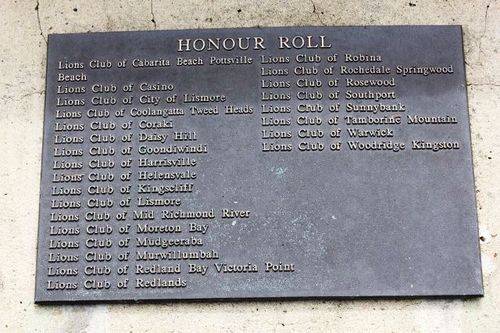 HONOUR ROLL
Lions Club of Cabarita Beach Pottsville
Beach
Lions Club of Casino
Lions Club of City of Lismore
Lions Club of Coolangatta Tweed Heads
Lions Club of Coraki
Lions Club of Daisy Hill
Lions Club of Goondiwindi
Lions Club of Harrisville
Lions Club of Helensvale
Lions Club of Kingscliff
Lions Club of Lismore
Lions Club of Mid Richmond River
Lions Club of Moreton Bay
Lions Club of Mudgeeraba
Lions Club of Murwillumbah
Lions Club of Redland Bay Victoria Point
Lions Club of Redlands
Lions Club of Robina
Lions Club of Rochedale Springwood
Lions Club of Rosewood
Lions Club of Southport
Lions Club of Sunnybank
Lions Club of Tamborine Mountain
Lions Club of Warwick
Lions Club of Woodridge Kingston